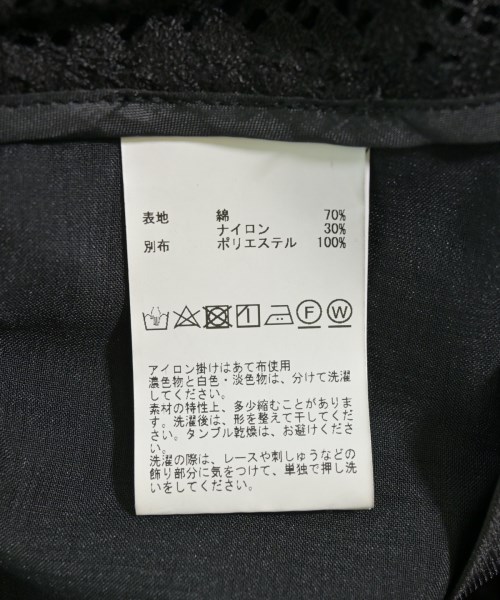 表地 綿 70%
ナイロン 30%
別布 ポリエステル 100%
F W
アイロン掛けはあて布使用
濃色物と白色・淡色物は、分けて洗濯
してください。
素材の特性上、多少縮むことがありま
す。洗濯後は、形を整えて干してくださ
い。タンブル乾燥は、お避けくださ
い。
洗濯の際は、レースや刺しゅうなどの
飾り部分に気をつけて、単独で押し洗
いをしてください。